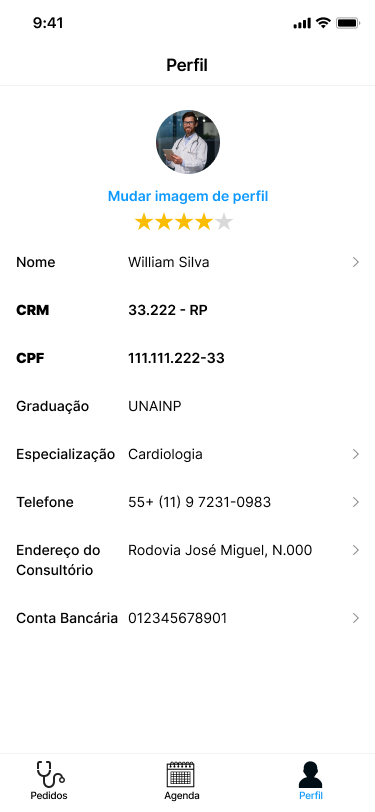 9:41
Perfil
Mudar imagem de perfil
Nome William Silva
CRM 33.222 - RP
CPF 111.111.222-33
Graduação UNAINP
Especialização Cardiologia
Telefone 55+ (11) 9 7231-0983
Endereço do Rodovia José Miguel, N.000
Consultório
Conta Bancária 012345678901
Pedidos Agenda Perfil